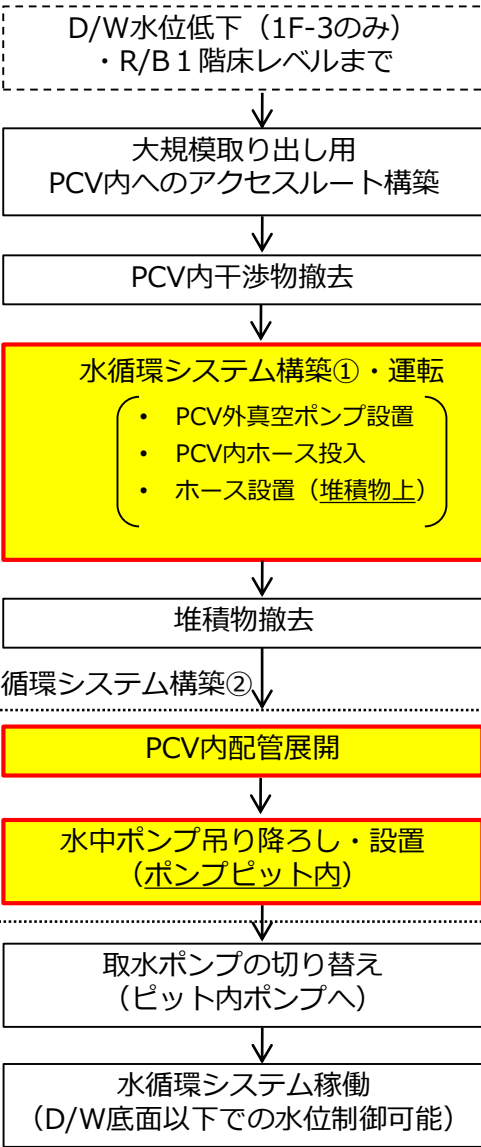 D/W水位低下（1F-3のみ）
・R/B１階床レベルまで
大規模取り出し用
PCV内へのアクセスルート構築
PCV内干渉物撤去
水循環システム構築①・運転
• PCV外真空ポンプ設置
• PCV内ホース投入
• ホース設置（堆積物上）
堆積物撤去
循環システム構築②
PCV内配管展開
水中ポンプ吊り降ろし・設置
（ポンプピット内）
取水ポンプの切り替え
（ピット内ポンプへ）
水循環システム稼働
（D/W底面以下での水位制御可能）